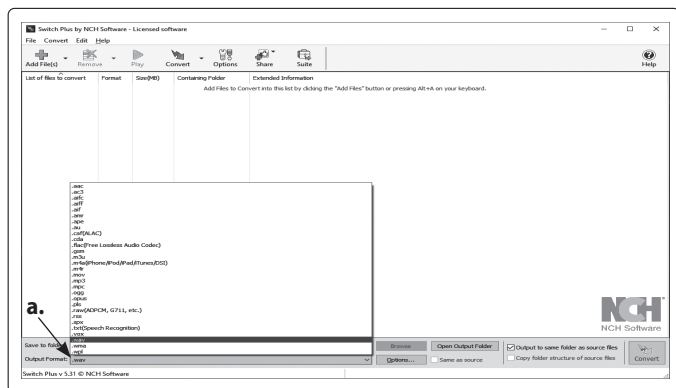 Switch Plus by NCH Software - Licensed software
File Convert Edit Help
Add File(s) Remove Play Convert Options Share Suite Help
List of files to convert Format Size(MB) Containing Folder Extended Information
Add Files to Convert into this list by clicking the "Add Files" button or pressing Alt+A on your keyboard.
.aac
.ac3
.aifc
.aiff
.aif
.amr
.ape
.au
.caf(ALAC)
.cda
.flac(Free Lossless Audio Codec)
.gsm
.m3u
.m4a(iPhone/iPod/iPad/iTunes/DSI)
.m4r
.mov
.mp3
.mpc
.ogg
.opus
.pls
.raw(ADPCM, G711, etc.)
.rss
.spx
.txt(Speech Recognition)
.vox
.wav
.wma
.wpl
a.
NCH
NCH Software
Save to folder Browse Open Output Folder Output to same folder as source files
Output Format: .wav Options... Same as source Copy folder structure of source files Convert
Switch Plus v 5.31 © NCH Software